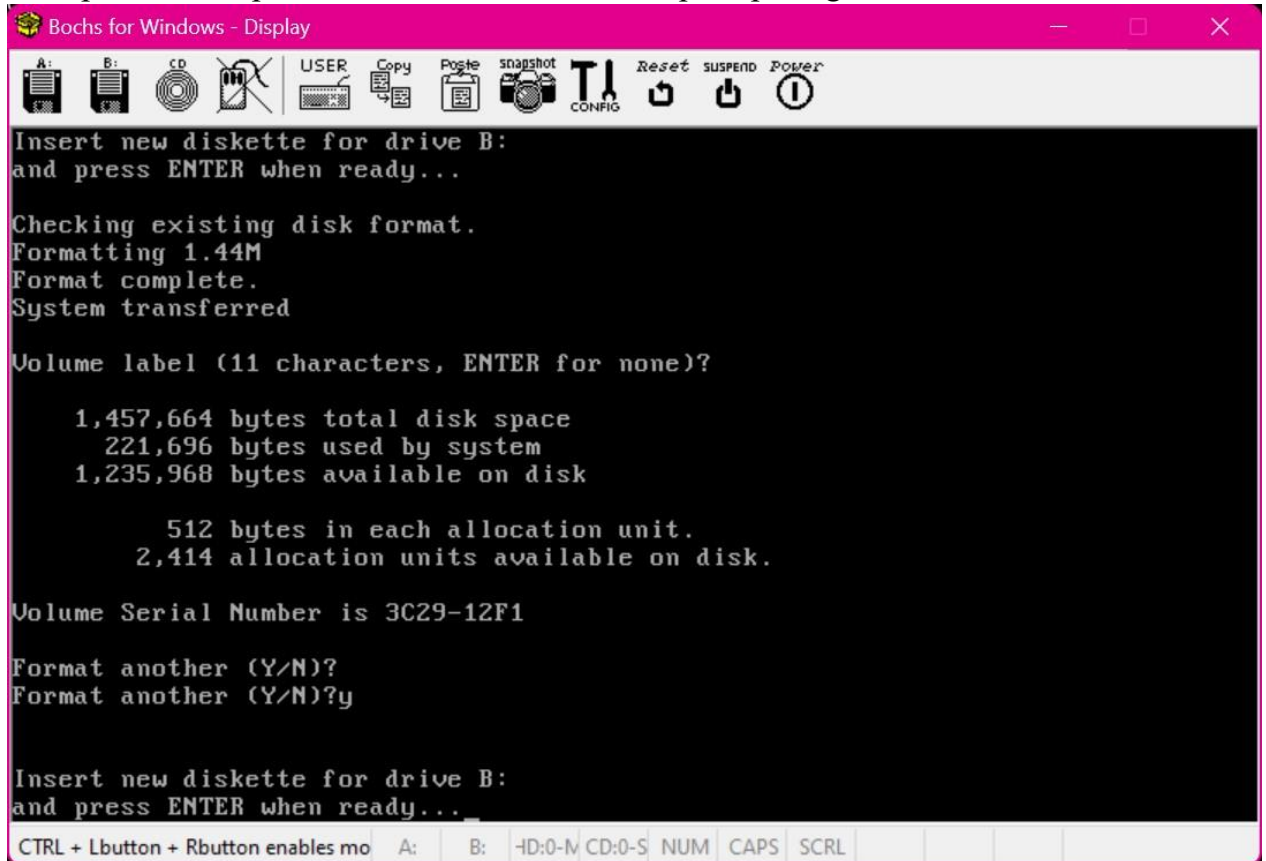 Bochs for Windows - Display
A: B: CD USER Copy Paste snapshot CONFIG Reset SUSPEND Power
Insert new diskette for drive B:
and press ENTER when ready...
Checking existing disk format.
Formatting 1.44M
Format complete.
System transferred
Volume label (11 characters, ENTER for none)?
1,457,664 bytes total disk space
221,696 bytes used by system
1,235,968 bytes available on disk
512 bytes in each allocation unit.
2,414 allocation units available on disk.
Volume Serial Number is 3C29-12F1
Format another (Y/N)?
Format another (Y/N)?y
Insert new diskette for drive B:
and press ENTER when ready..._
CTRL + Lbutton + Rbutton enables mo A: B: HD:0-M CD:0-S NUM CAPS SCRL